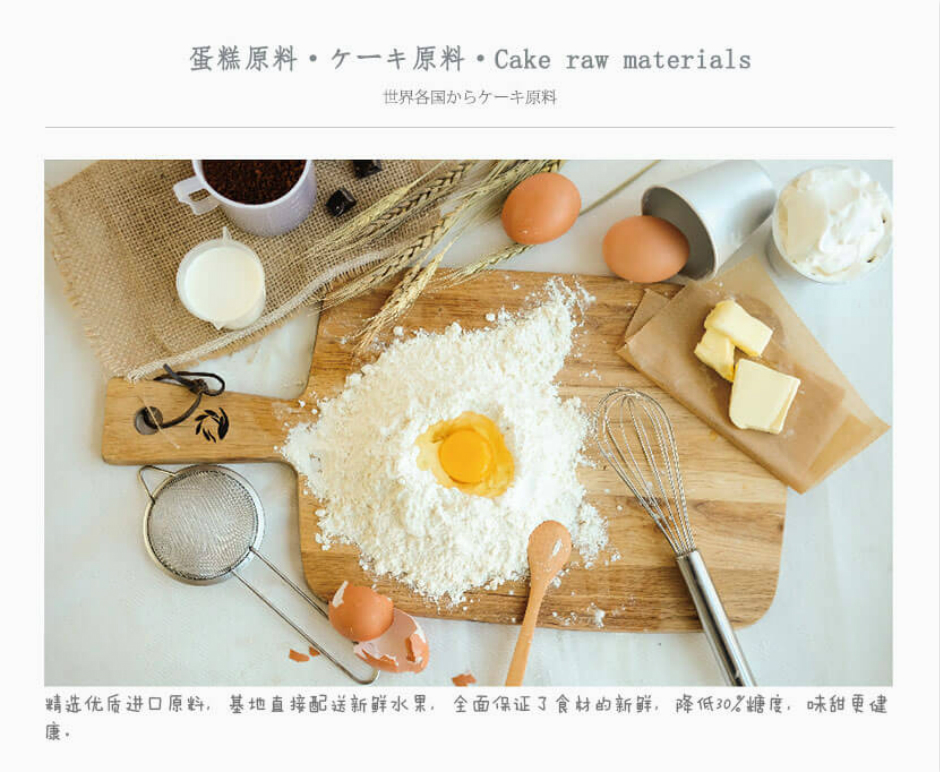 蛋糕原料·ケーキ原料·Cake raw materials
世界各国からケーキ原料
精选优质进口原料, 基地直接配送新鲜水果, 全面保证了食材的新鲜, 降低30%糖度, 味甜更健
康。